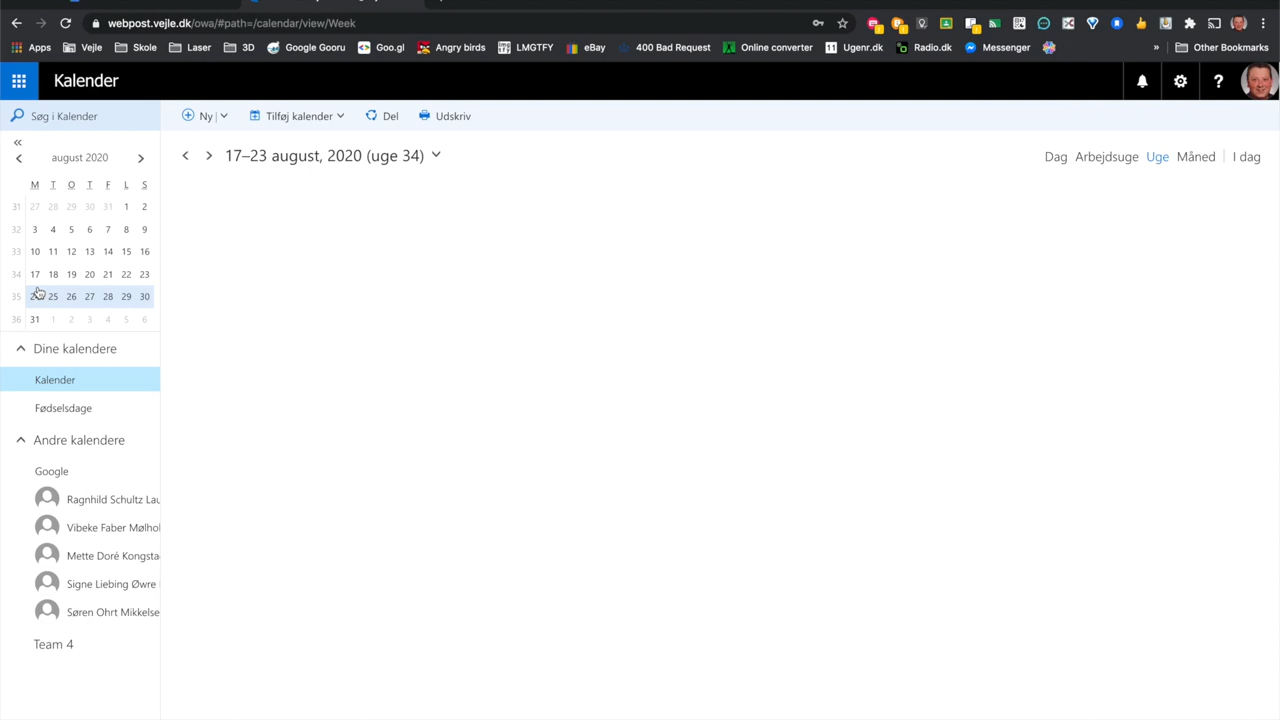 webpost.vejle.dk/owa/#path=/calendar/view/Week
Apps Vejle Skole Laser 3D Google Gooru Goo.gl Angry birds LMGTFY eBay 400 Bad Request Online converter 11 Ugenr.dk Radio.dk Messenger » Other Bookmarks
Kalender ?
Søg i Kalender Ny Tilføj kalender Del Udskriv
«
< august 2020 > < > 17–23 august, 2020 (uge 34) Dag Arbejdsuge Uge Måned I dag
M T O T F L S
31 27 28 29 30 31 1 2
32 3 4 5 6 7 8 9
33 10 11 12 13 14 15 16
34 17 18 19 20 21 22 23
35 25 26 27 28 29 30
36 31 1 2 3 4 5 6
Dine kalendere
Kalender
Fødselsdage
Andre kalendere
Google
Ragnhild Schultz Lau
Vibeke Faber Mølhol
Mette Doré Kongsta
Signe Liebing Øwre
Søren Ohrt Mikkelse
Team 4